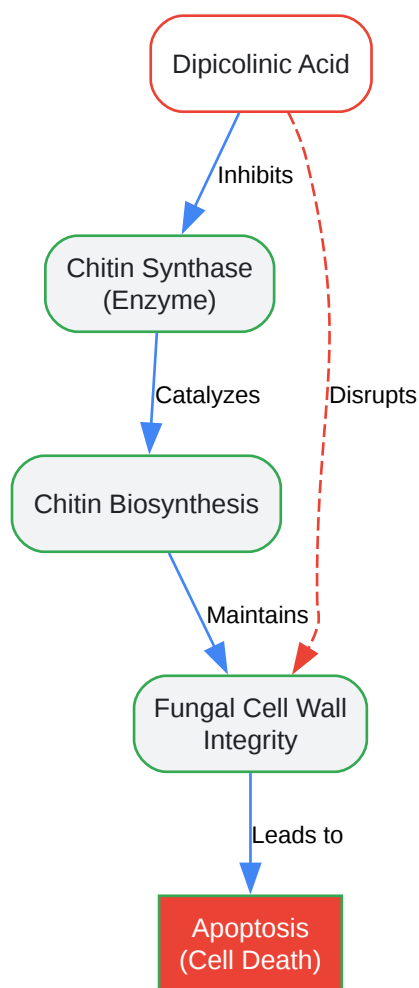 Dipicolinic Acid
Inhibits
Chitin Synthase
(Enzyme)
Catalyzes
Disrupts
Chitin Biosynthesis
Maintains
Fungal Cell Wall
Integrity
Leads to
Apoptosis
(Cell Death)